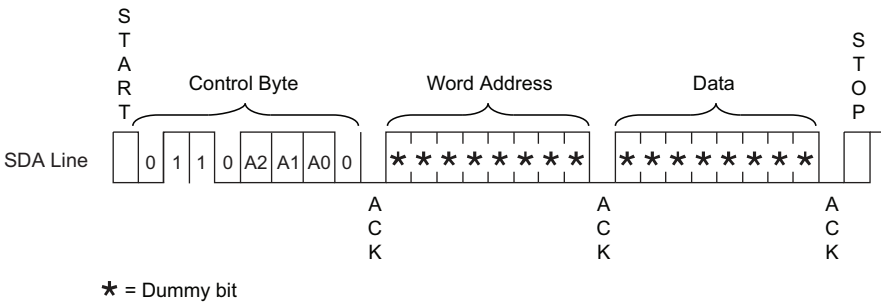 START
STOP
Control Byte
Word Address
Data
SDA Line
0 1 1 0 A2 A1 A0 0
* * * * * * * *
* * * * * * * *
ACK
ACK
ACK
* = Dummy bit